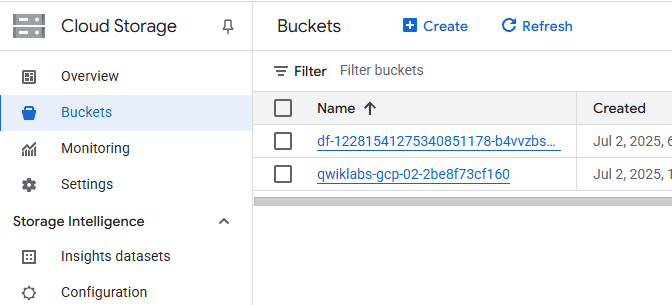 Cloud Storage
Overview
Buckets
Monitoring
Settings
Storage Intelligence
Insights datasets
Configuration
Buckets Create Refresh
Filter Filter buckets
Name Created
df-12281541275340851178-b4vvzbs... Jul 2, 2025, 6
qwiklabs-gcp-02-2be8f73cf160 Jul 2, 2025, 1